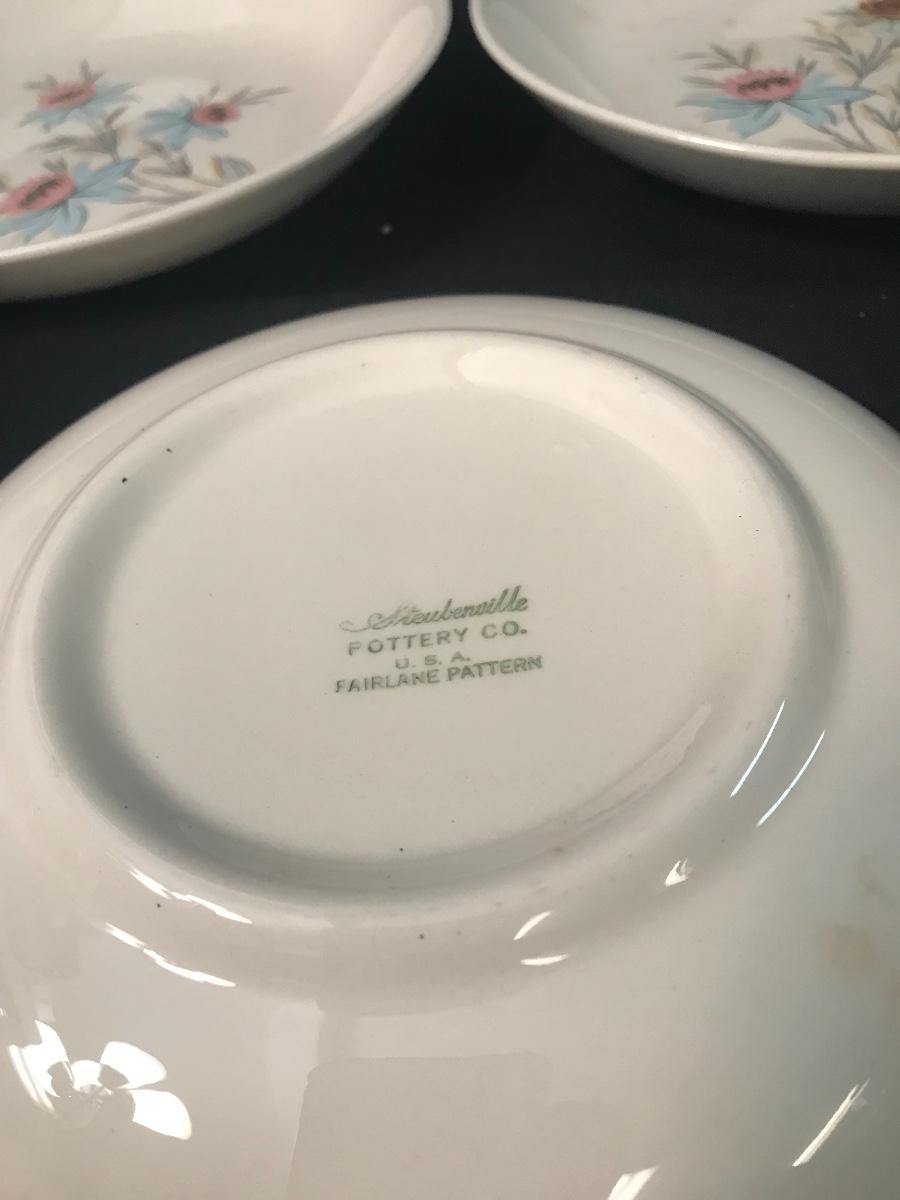 Steubenville
POTTERY CO.
U. S. A.
FAIRLANE PATTERN